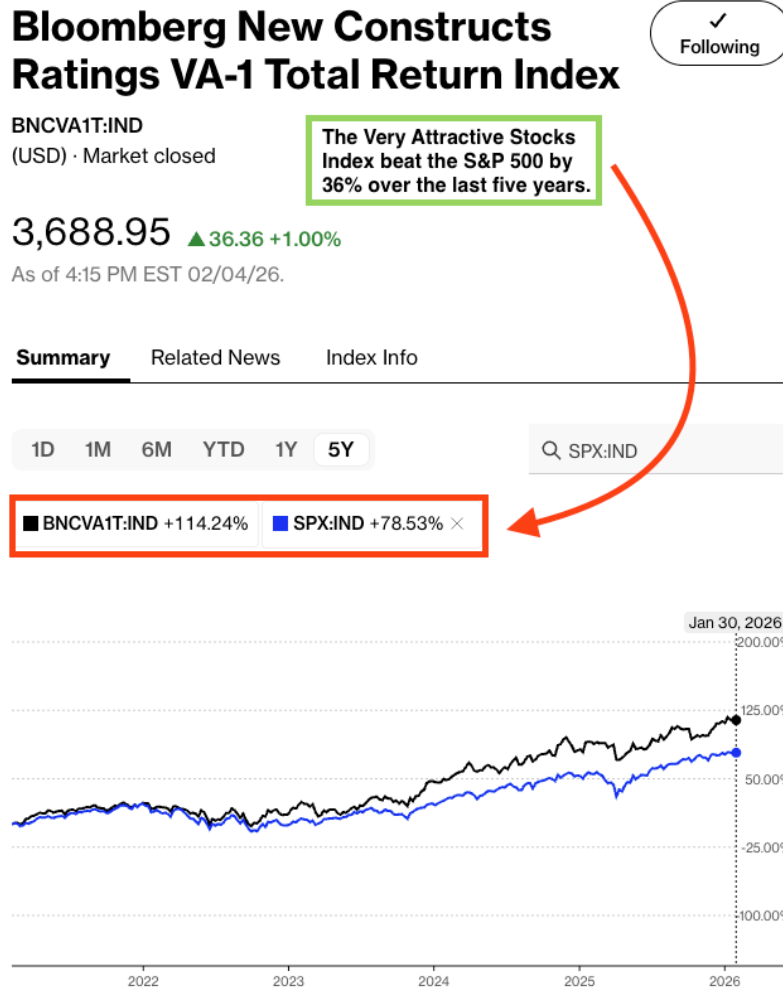 Bloomberg New Constructs
Ratings VA-1 Total Return Index
✓
Following
BNCVA1T:IND
(USD) · Market closed
The Very Attractive Stocks
Index beat the S&P 500 by
36% over the last five years.
3,688.95 ▲36.36 +1.00%
As of 4:15 PM EST 02/04/26.
Summary Related News Index Info
1D 1M 6M YTD 1Y 5Y
SPX:IND
BNCVA1T:IND +114.24% SPX:IND +78.53% ×
Jan 30, 2026
200.00%
125.00%
50.00%
-25.00%
-100.00%
2022 2023 2024 2025 2026